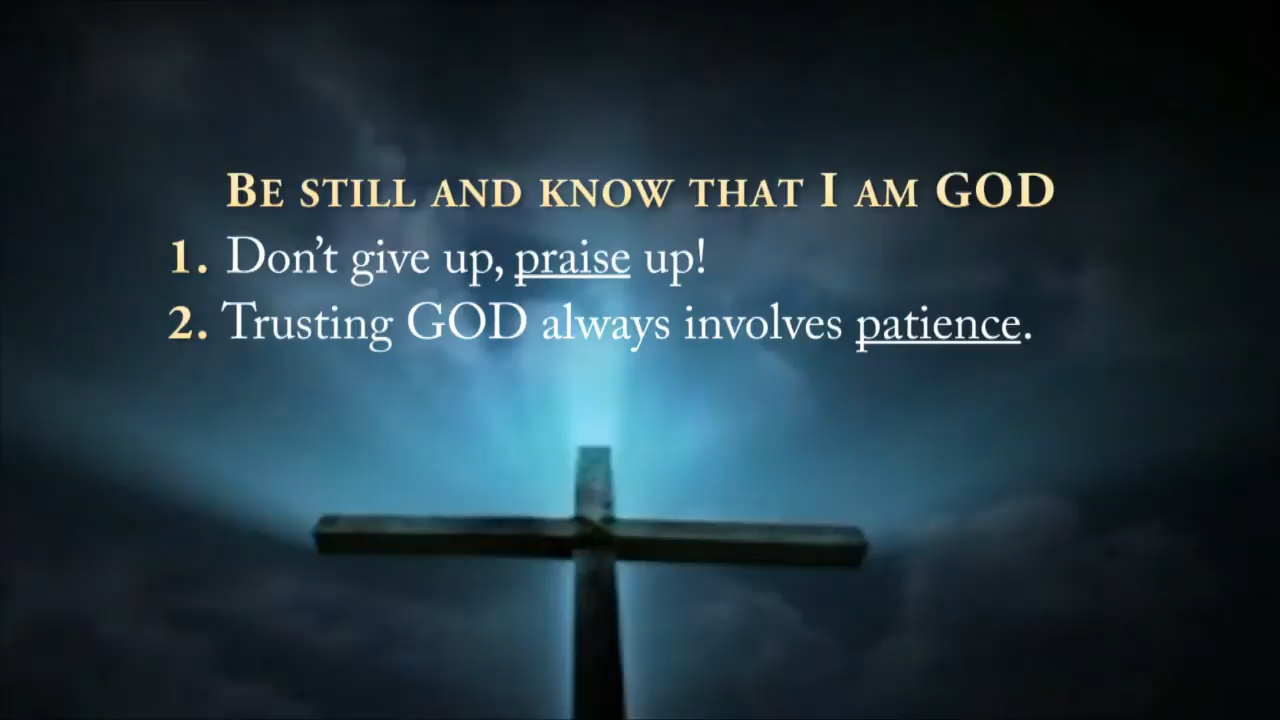 BE STILL AND KNOW THAT I AM GOD
1. Don’t give up, praise up!
2. Trusting GOD always involves patience.